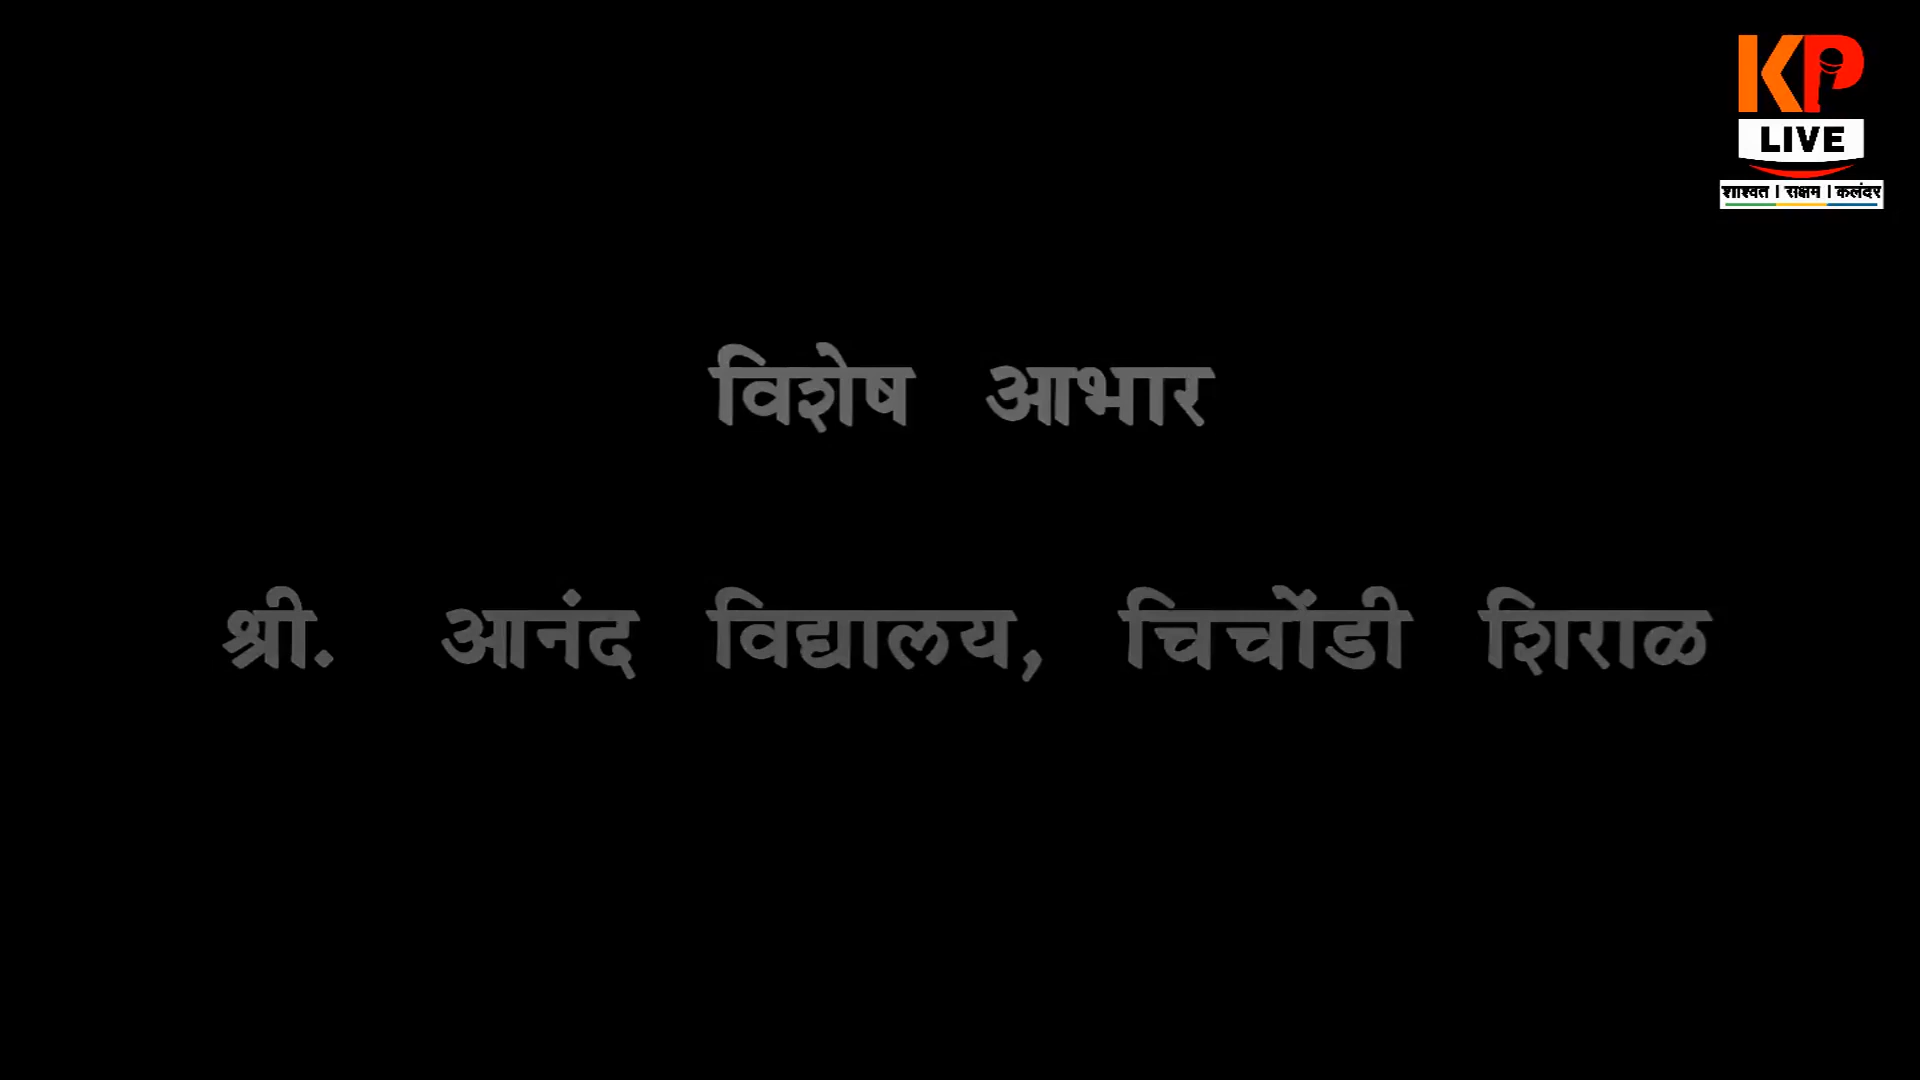 KP
LIVE
शाश्वत । सक्षम । कलंदर
विशेष आभार
श्री. आनंद विद्यालय, चिचोंडी शिराळ